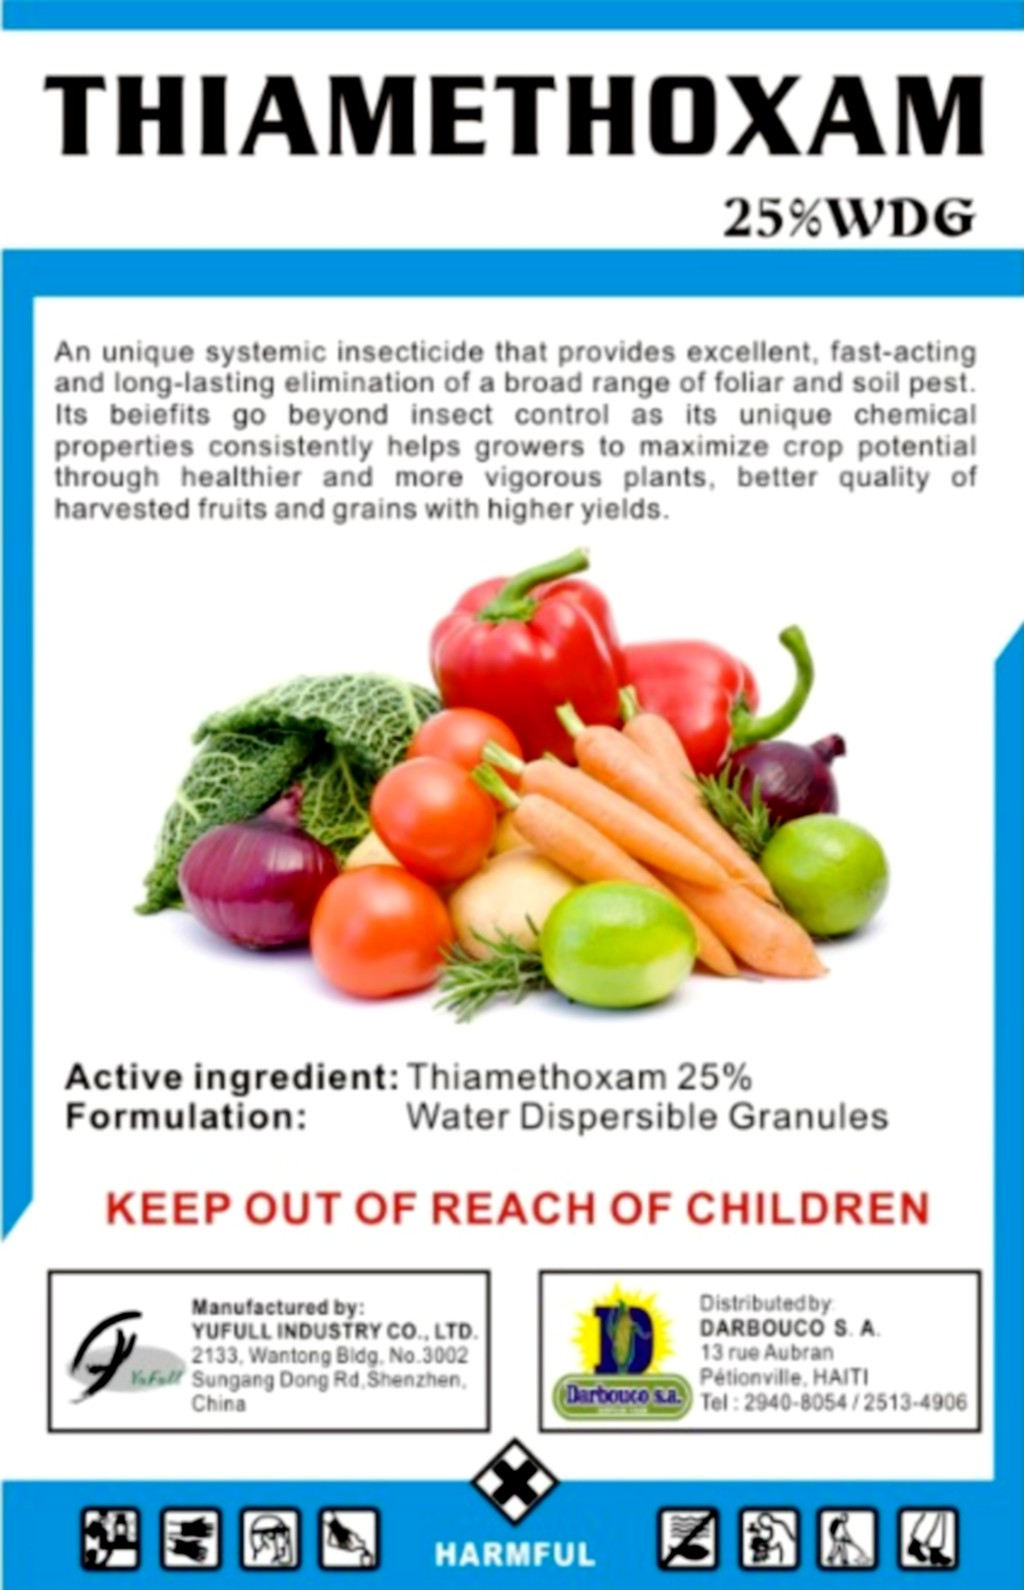 THIAMETHOXAM
25%WDG
An unique systemic insecticide that provides excellent, fast-acting
and long-lasting elimination of a broad range of foliar and soil pest.
Its beiefits go beyond insect control as its unique chemical
properties consistently helps growers to maximize crop potential
through healthier and more vigorous plants, better quality of
harvested fruits and grains with higher yields.
Active ingredient: Thiamethoxam 25%
Formulation: Water Dispersible Granules
KEEP OUT OF REACH OF CHILDREN
YuFull
Manufactured by:
YUFULL INDUSTRY CO., LTD.
2133, Wantong Bldg, No.3002
Sungang Dong Rd,Shenzhen,
China
D
Darbouco s.a.
Distributed by:
DARBOUCO S. A.
13 rue Aubran
Pétionville, HAITI
Tel : 2940-8054 / 2513-4906
HARMFUL